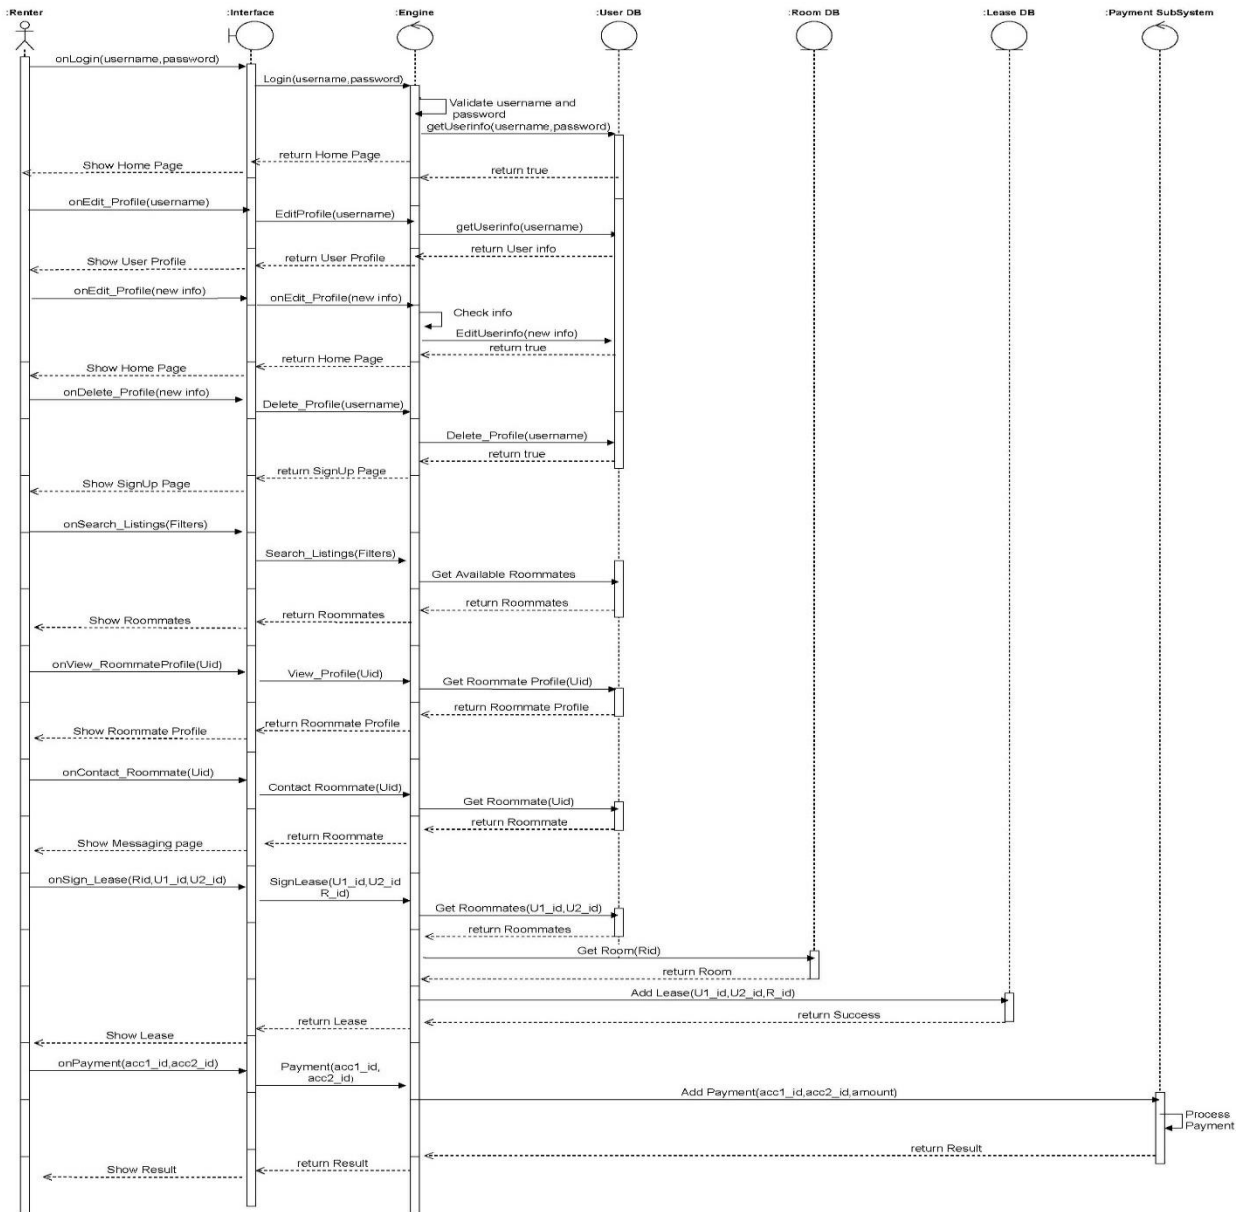 :Renter
:Interface
:Engine
:User DB
:Room DB
:Lease DB
:Payment SubSystem
onLogin(username,password)
Login(username,password)
Validate username and
password
getUserinfo(username,password)
return Home Page
Show Home Page
return true
onEdit_Profile(username)
EditProfile(username)
getUserinfo(username)
return User info
return User Profile
Show User Profile
onEdit_Profile(new info)
onEdit_Profile(new info)
Check info
EditUserinfo(new info)
return true
return Home Page
Show Home Page
onDelete_Profile(new info)
Delete_Profile(username)
Delete_Profile(username)
return true
return SignUp Page
Show SignUp Page
onSearch_Listings(Filters)
Search_Listings(Filters)
Get Available Roommates
return Roommates
return Roommates
Show Roommates
onView_RoommateProfile(Uid)
View_Profile(Uid)
Get Roommate Profile(Uid)
return Roommate Profile
return Roommate Profile
Show Roommate Profile
onContact_Roommate(Uid)
Contact Roommate(Uid)
Get Roommate(Uid)
return Roommate
return Roommate
Show Messaging page
onSign_Lease(Rid,U1_id,U2_id)
SignLease(U1_id,U2_id
R_id)
Get Roommates(U1_id,U2_id)
return Roommates
Get Room(Rid)
return Room
Add Lease(U1_id,U2_id,R_id)
return Success
return Lease
Show Lease
onPayment(acc1_id,acc2_id)
Payment(acc1_id,
acc2_id)
Add Payment(acc1_id,acc2_id,amount)
Process
Payment
return Result
return Result
Show Result